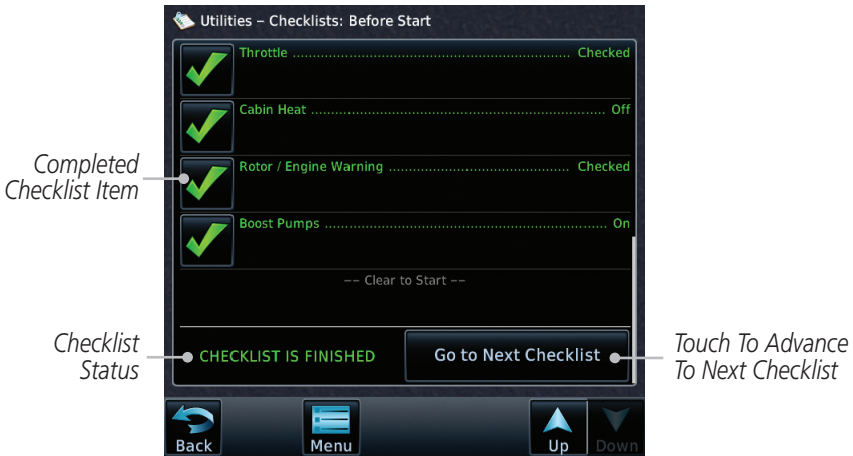 Utilities – Checklists: Before Start
Throttle ................................................................ Checked
Cabin Heat .................................................................... Off
Rotor / Engine Warning ........................................ Checked
Boost Pumps ................................................................ On
–– Clear to Start ––
CHECKLIST IS FINISHED
Go to Next Checklist
Back
Menu
Up
Down
Completed
Checklist Item
Checklist
Status
Touch To Advance
To Next Checklist